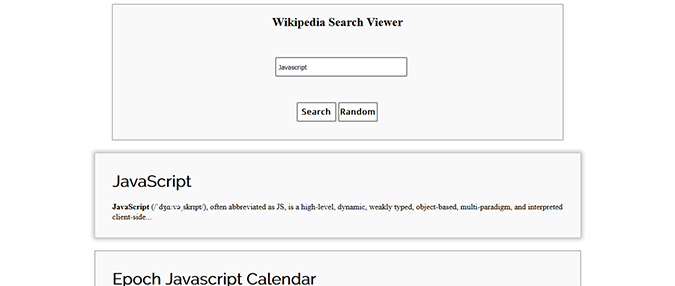 Wikipedia Search Viewer
Javascript
Search Random
JavaScript
JavaScript (/ˈdʒɑːvəˌskrɪpt/), often abbreviated as JS, is a high-level, dynamic, weakly typed, object-based, multi-paradigm, and interpreted
client-side...
Epoch Javascript Calendar